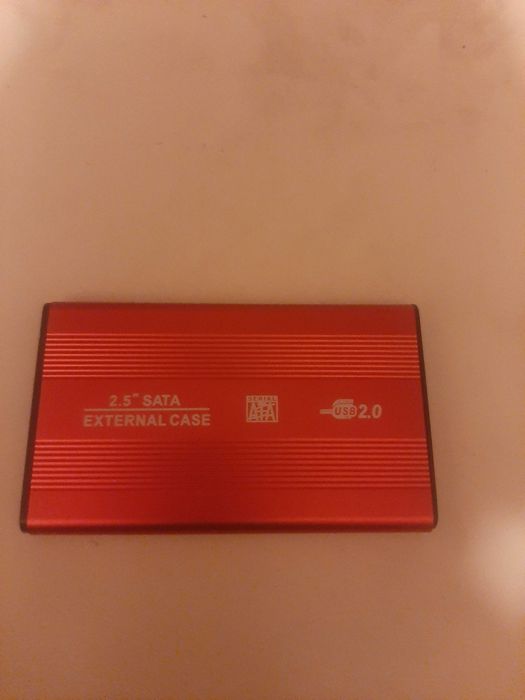 2.5" SATA
EXTERNAL CASE
SERIAL
ATA
USB 2.0